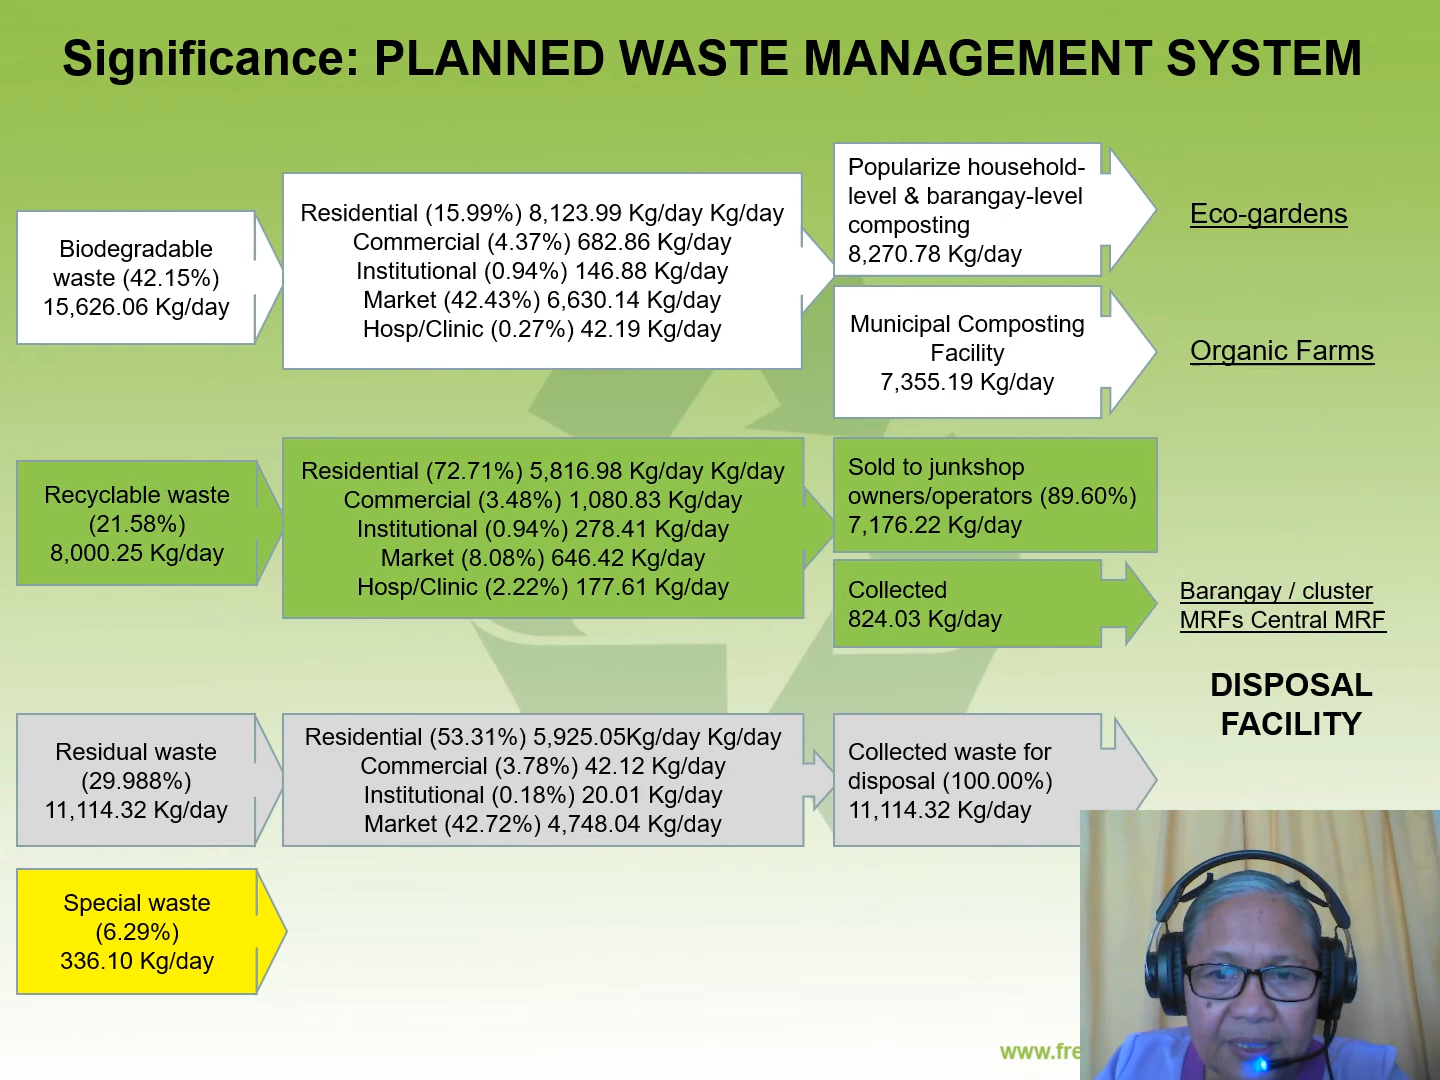 Significance: PLANNED WASTE MANAGEMENT SYSTEM
Biodegradable
waste (42.15%)
15,626.06 Kg/day
Residential (15.99%) 8,123.99 Kg/day Kg/day
Commercial (4.37%) 682.86 Kg/day
Institutional (0.94%) 146.88 Kg/day
Market (42.43%) 6,630.14 Kg/day
Hosp/Clinic (0.27%) 42.19 Kg/day
Popularize household-
level & barangay-level
composting
8,270.78 Kg/day
Eco-gardens
Municipal Composting
Facility
7,355.19 Kg/day
Organic Farms
Recyclable waste
(21.58%)
8,000.25 Kg/day
Residential (72.71%) 5,816.98 Kg/day Kg/day
Commercial (3.48%) 1,080.83 Kg/day
Institutional (0.94%) 278.41 Kg/day
Market (8.08%) 646.42 Kg/day
Hosp/Clinic (2.22%) 177.61 Kg/day
Sold to junkshop
owners/operators (89.60%)
7,176.22 Kg/day
Collected
824.03 Kg/day
Barangay / cluster
MRFs Central MRF
DISPOSAL
FACILITY
Residual waste
(29.988%)
11,114.32 Kg/day
Residential (53.31%) 5,925.05Kg/day Kg/day
Commercial (3.78%) 42.12 Kg/day
Institutional (0.18%) 20.01 Kg/day
Market (42.72%) 4,748.04 Kg/day
Collected waste for
disposal (100.00%)
11,114.32 Kg/day
Special waste
(6.29%)
336.10 Kg/day